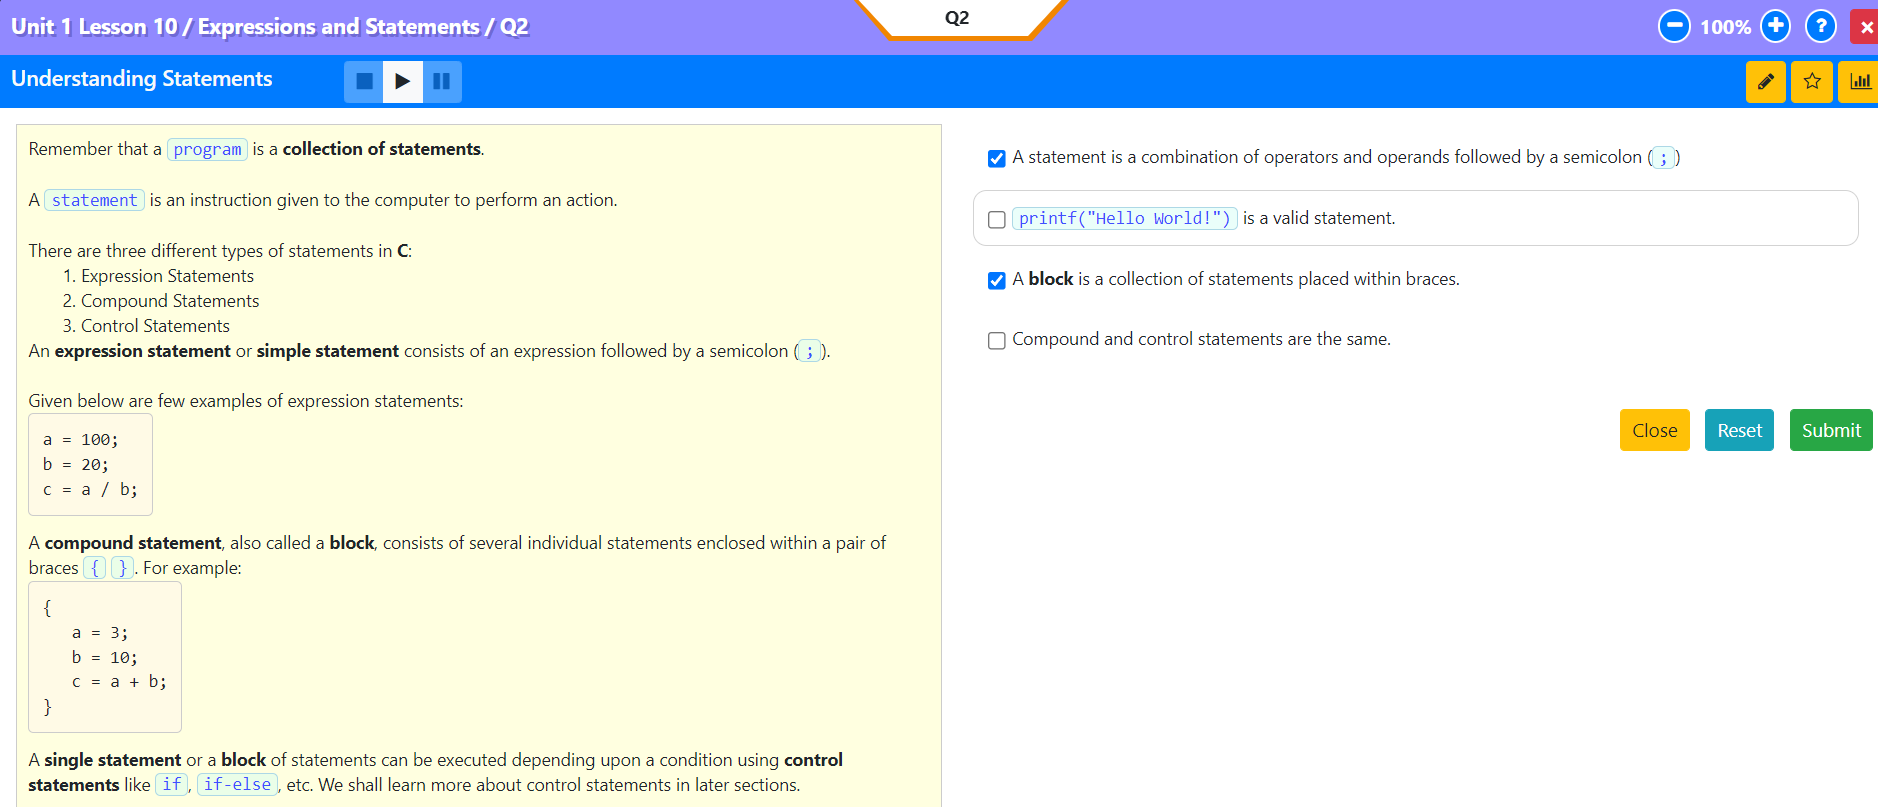 Unit 1 Lesson 10 / Expressions and Statements / Q2
Q2
100%
?
Understanding Statements
Remember that a program is a collection of statements.
A statement is an instruction given to the computer to perform an action.
There are three different types of statements in C:
1. Expression Statements
2. Compound Statements
3. Control Statements
An expression statement or simple statement consists of an expression followed by a semicolon ( ; ).
Given below are few examples of expression statements:
a = 100;
b = 20;
c = a / b;
A compound statement, also called a block, consists of several individual statements enclosed within a pair of
braces { } . For example:
{
a = 3;
b = 10;
c = a + b;
}
A single statement or a block of statements can be executed depending upon a condition using control
statements like if , if-else , etc. We shall learn more about control statements in later sections.
A statement is a combination of operators and operands followed by a semicolon ( ; )
printf("Hello World!") is a valid statement.
A block is a collection of statements placed within braces.
Compound and control statements are the same.
Close Reset Submit